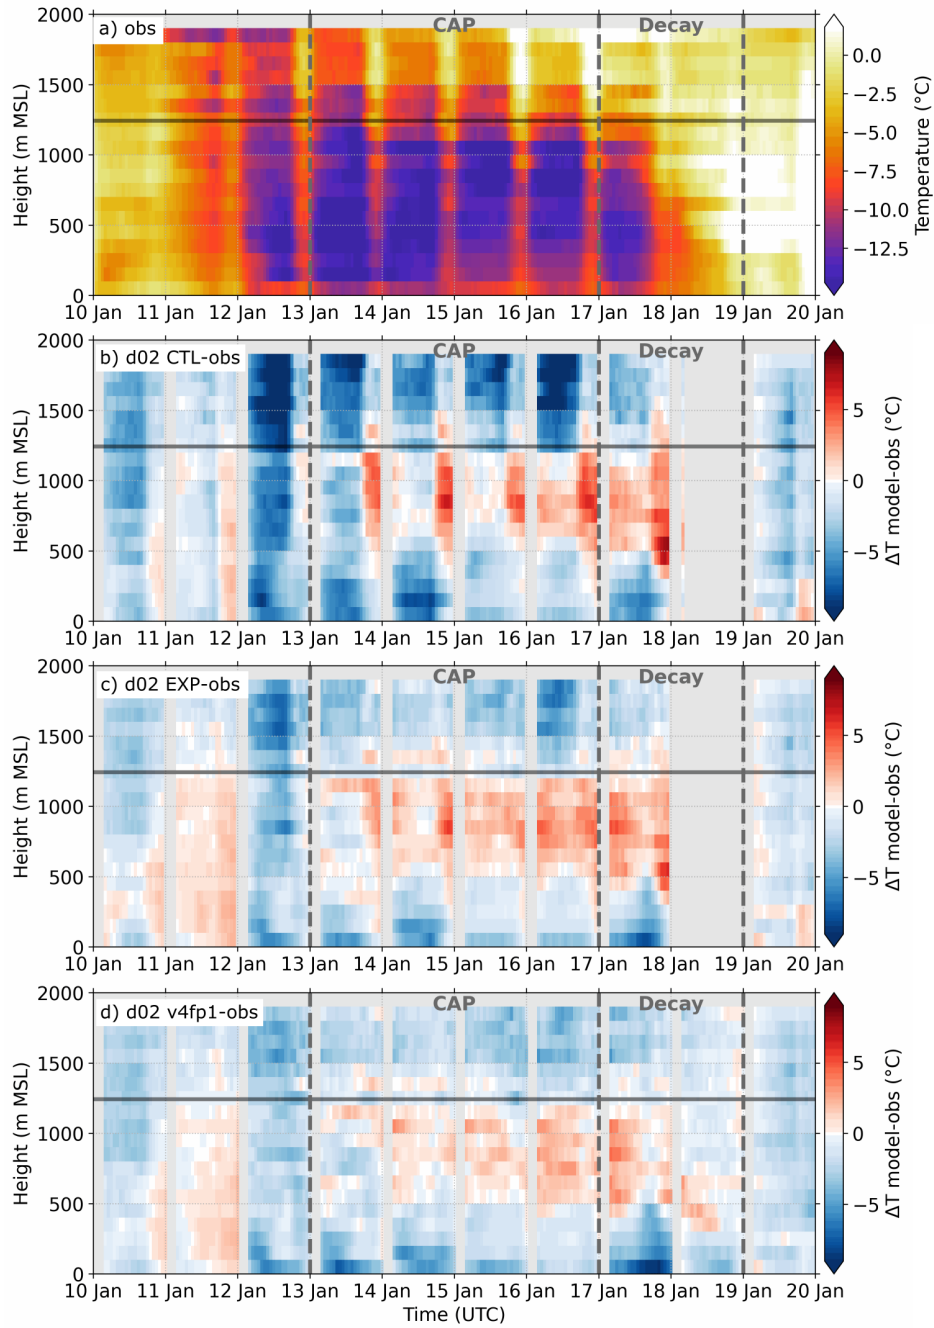 a) obs
CAP
Decay
2000
1500
1000
500
0
Height (m MSL)
10 Jan 11 Jan 12 Jan 13 Jan 14 Jan 15 Jan 16 Jan 17 Jan 18 Jan 19 Jan 20 Jan
0.0
−2.5
−5.0
−7.5
−10.0
−12.5
Temperature (°C)
b) d02 CTL-obs
CAP
Decay
2000
1500
1000
500
0
Height (m MSL)
10 Jan 11 Jan 12 Jan 13 Jan 14 Jan 15 Jan 16 Jan 17 Jan 18 Jan 19 Jan 20 Jan
5
0
−5
ΔT model-obs (°C)
c) d02 EXP-obs
CAP
Decay
2000
1500
1000
500
0
Height (m MSL)
10 Jan 11 Jan 12 Jan 13 Jan 14 Jan 15 Jan 16 Jan 17 Jan 18 Jan 19 Jan 20 Jan
5
0
−5
ΔT model-obs (°C)
d) d02 v4fp1-obs
CAP
Decay
2000
1500
1000
500
0
Height (m MSL)
10 Jan 11 Jan 12 Jan 13 Jan 14 Jan 15 Jan 16 Jan 17 Jan 18 Jan 19 Jan 20 Jan
Time (UTC)
5
0
−5
ΔT model-obs (°C)